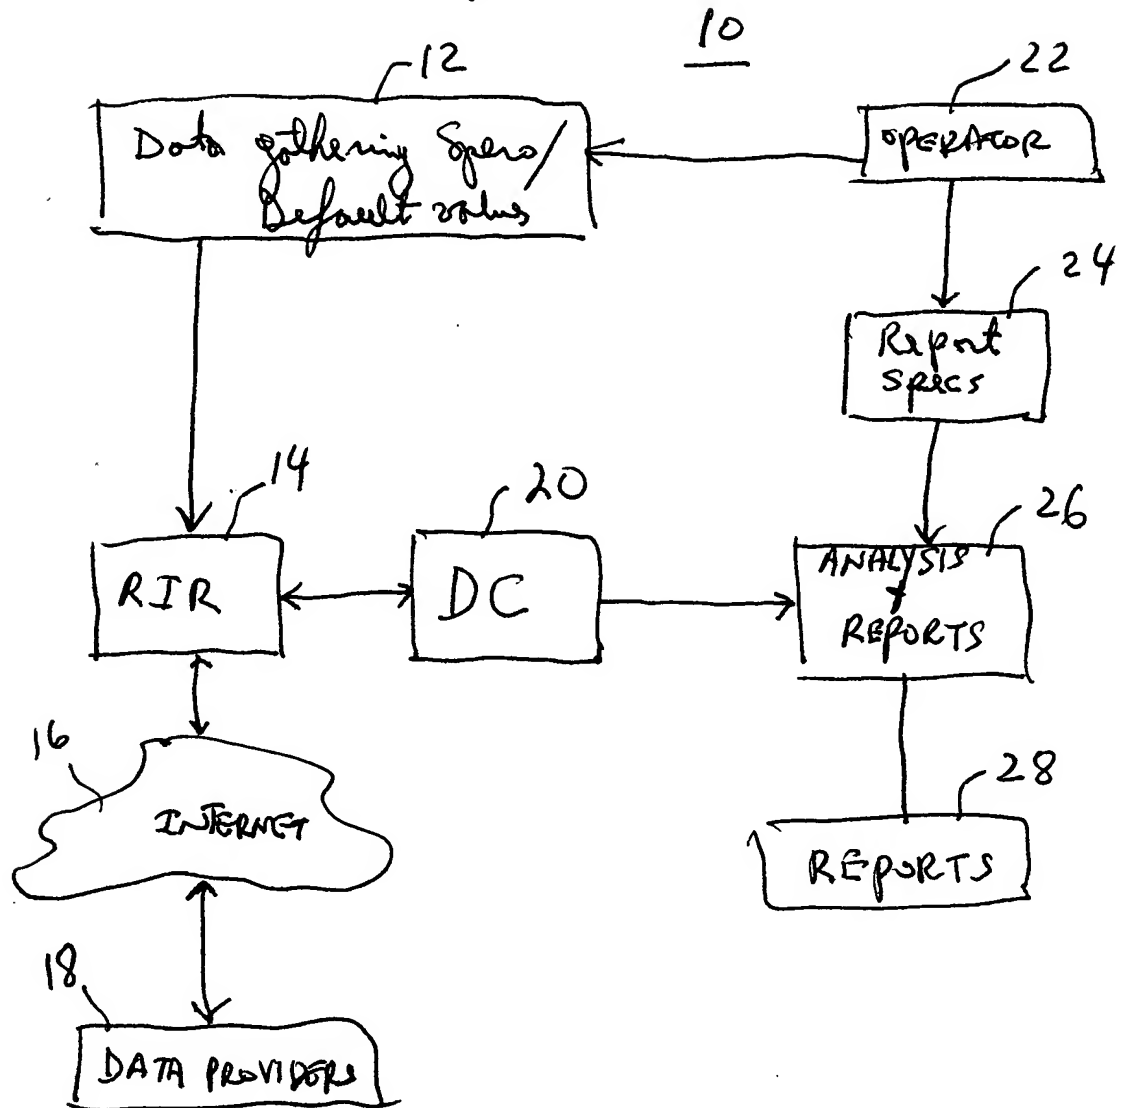 10
12
22
Data gathering Specs/
Default values
OPERATOR
24
Report
Specs
14
20
26
RIR
DC
ANALYSIS
+
REPORTS
16
INTERNET
28
REPORTS
18
DATA PROVIDERS